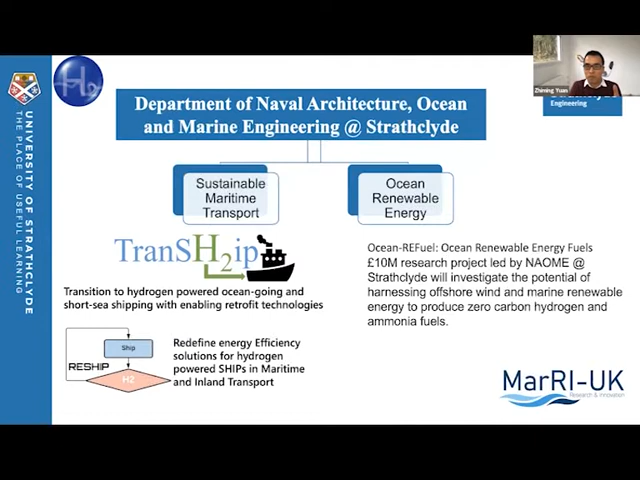 UNIVERSITY OF STRATHCLYDE
THE PLACE OF USEFUL LEARNING
H2
Department of Naval Architecture, Ocean
and Marine Engineering @ Strathclyde
Zhiming Yuan
Engineering
Sustainable
Maritime
Transport
Ocean
Renewable
Energy
TranSH2ip
Transition to hydrogen powered ocean-going and
short-sea shipping with enabling retrofit technologies
Ship
RESHIP
H2
Redefine energy Efficiency
solutions for hydrogen
powered SHIPs in Maritime
and Inland Transport
Ocean-REFuel: Ocean Renewable Energy Fuels
£10M research project led by NAOME @
Strathclyde will investigate the potential of
harnessing offshore wind and marine renewable
energy to produce zero carbon hydrogen and
ammonia fuels.
MarRI-UK
Research & Innovation